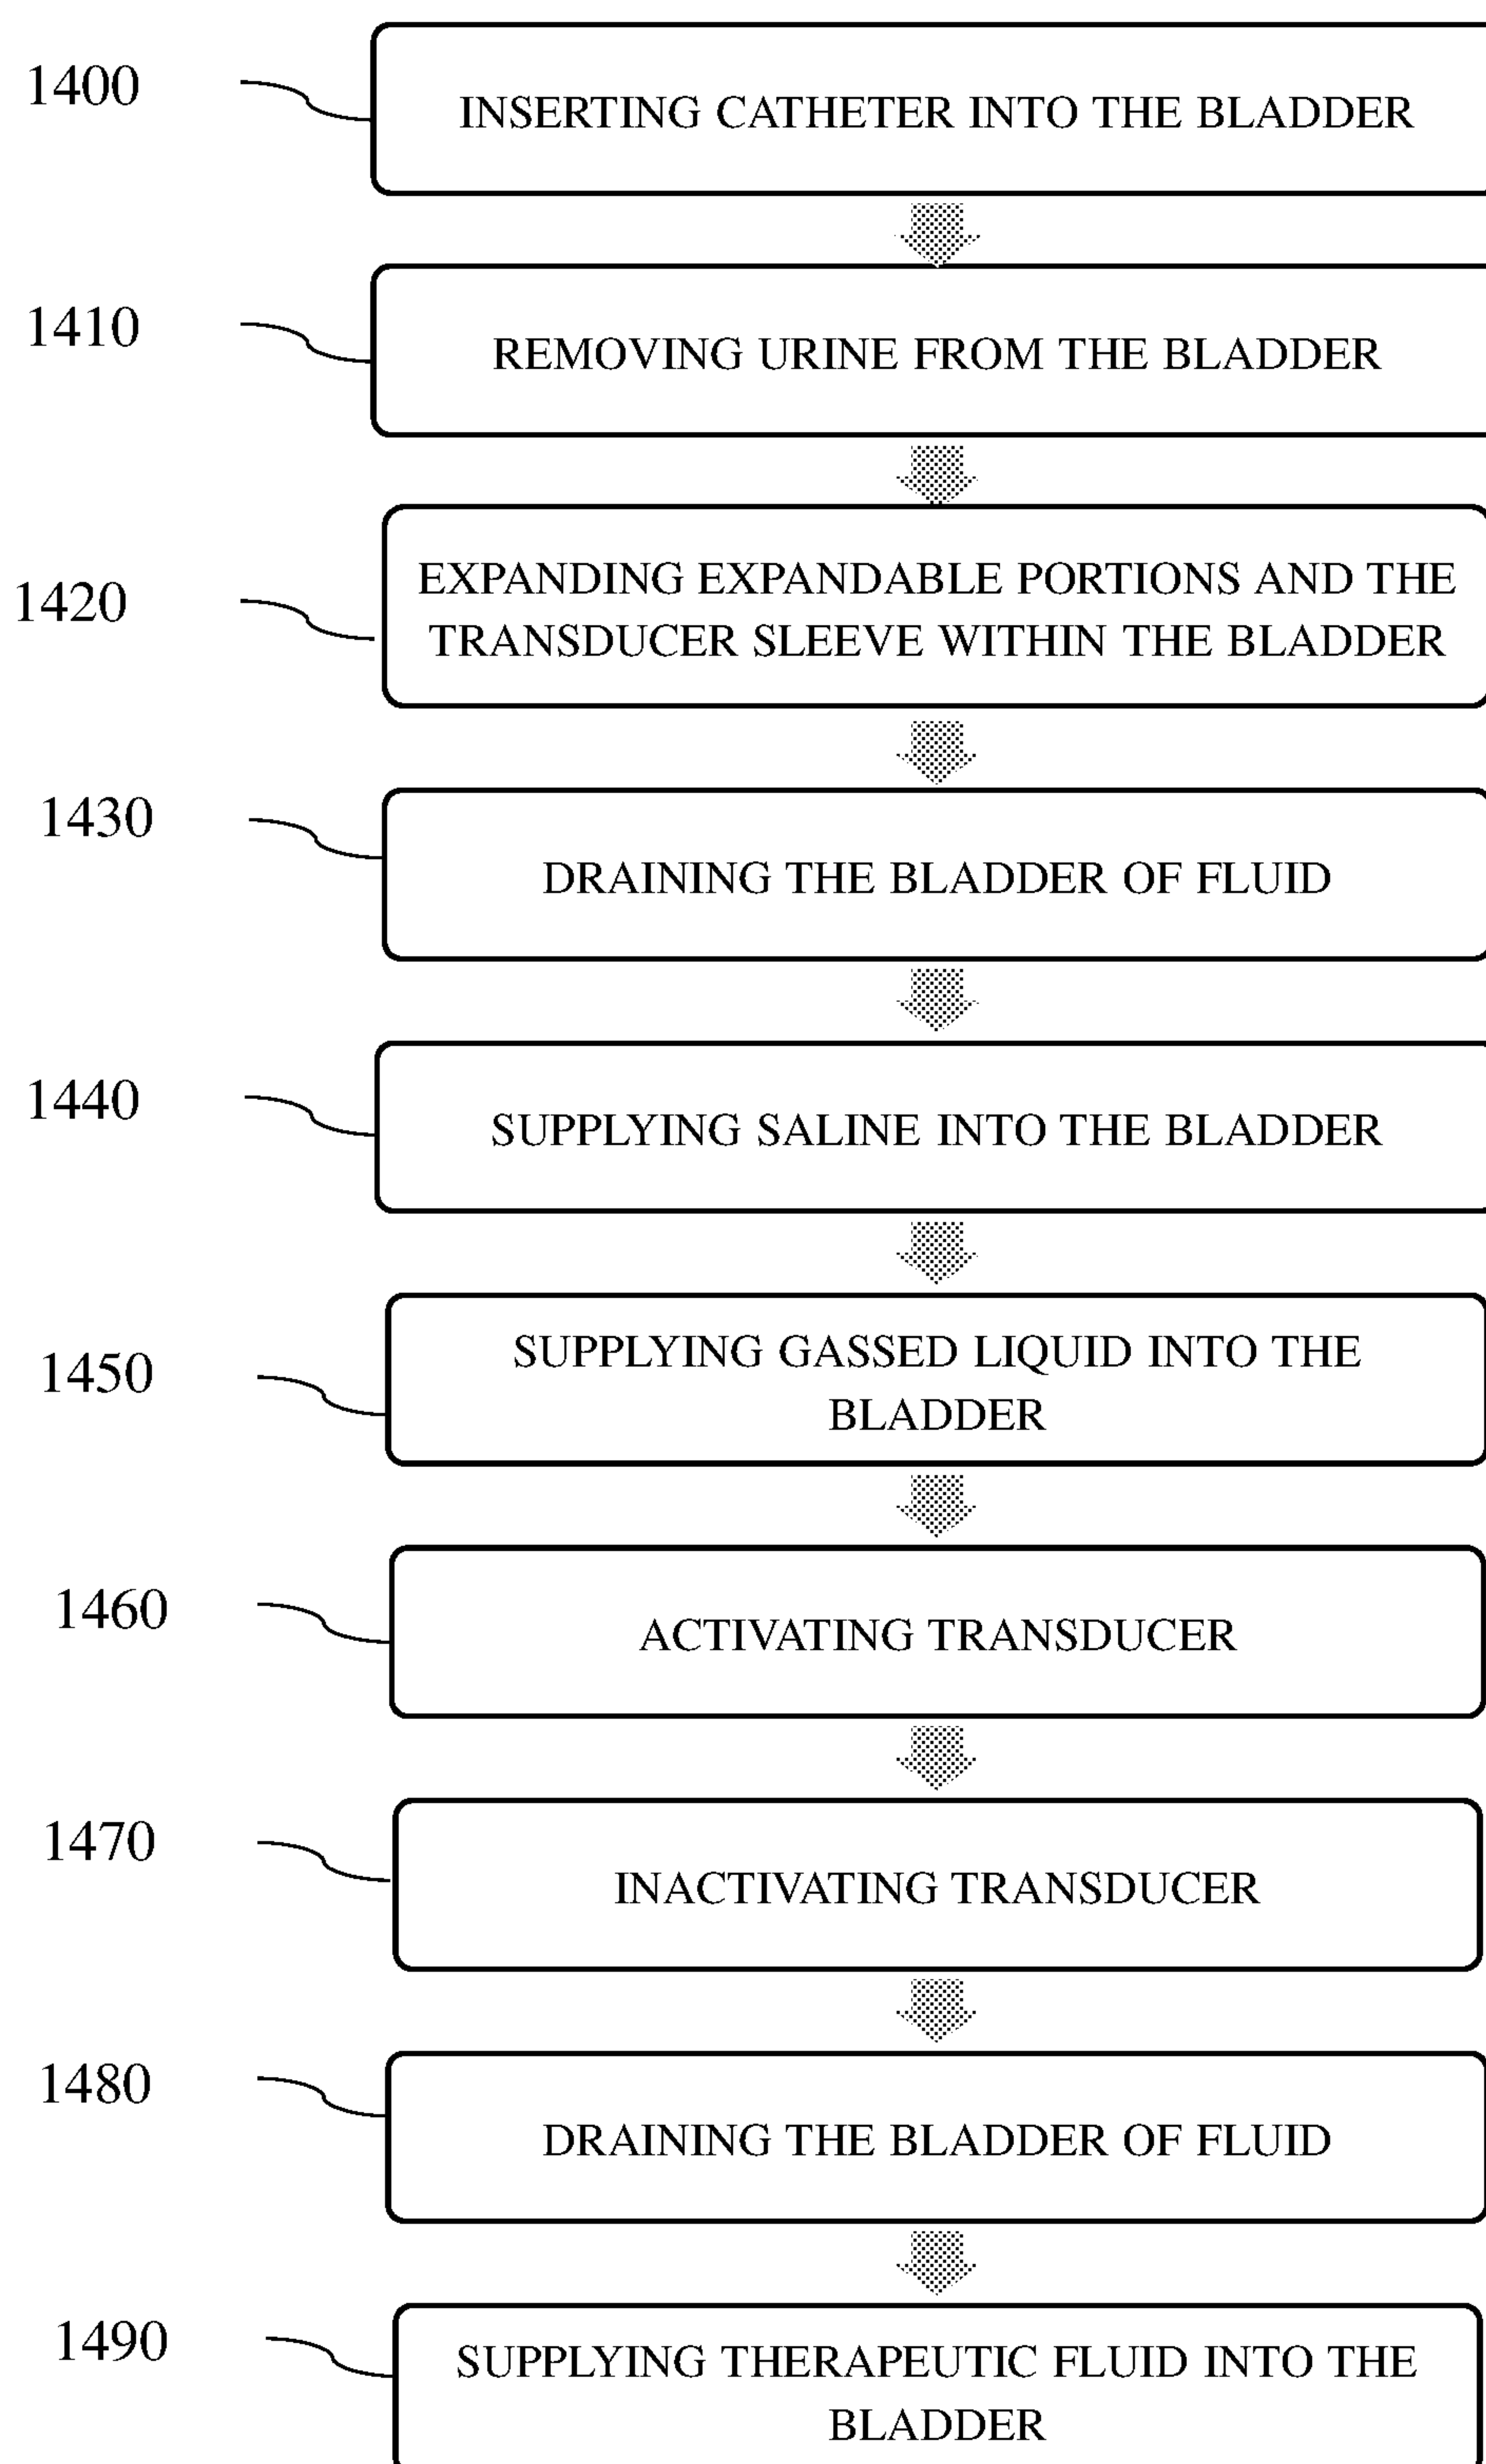 1400
INSERTING CATHETER INTO THE BLADDER
1410
REMOVING URINE FROM THE BLADDER
1420
EXPANDING EXPANDABLE PORTIONS AND THE
TRANSDUCER SLEEVE WITHIN THE BLADDER
1430
DRAINING THE BLADDER OF FLUID
1440
SUPPLYING SALINE INTO THE BLADDER
1450
SUPPLYING GASSED LIQUID INTO THE
BLADDER
1460
ACTIVATING TRANSDUCER
1470
INACTIVATING TRANSDUCER
1480
DRAINING THE BLADDER OF FLUID
1490
SUPPLYING THERAPEUTIC FLUID INTO THE
BLADDER